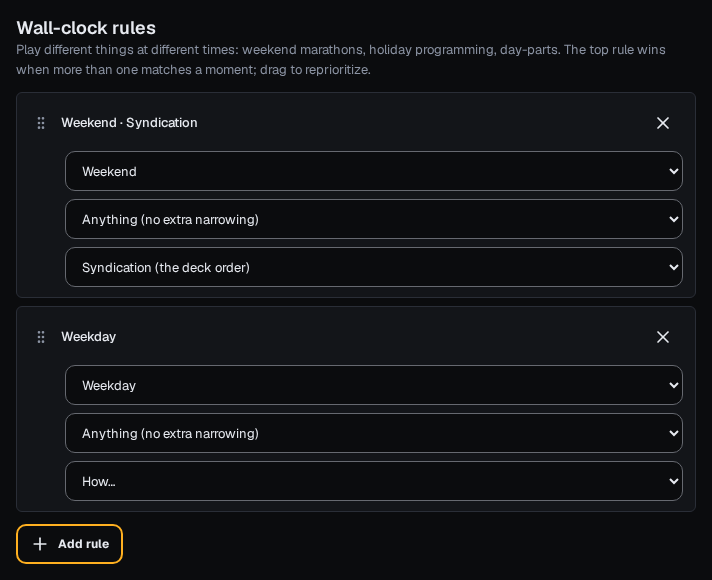 Wall-clock rules
Play different things at different times: weekend marathons, holiday programming, day-parts. The top rule wins
when more than one matches a moment; drag to reprioritize.
Weekend · Syndication
Weekend
Anything (no extra narrowing)
Syndication (the deck order)
Weekday
Weekday
Anything (no extra narrowing)
How...
Add rule